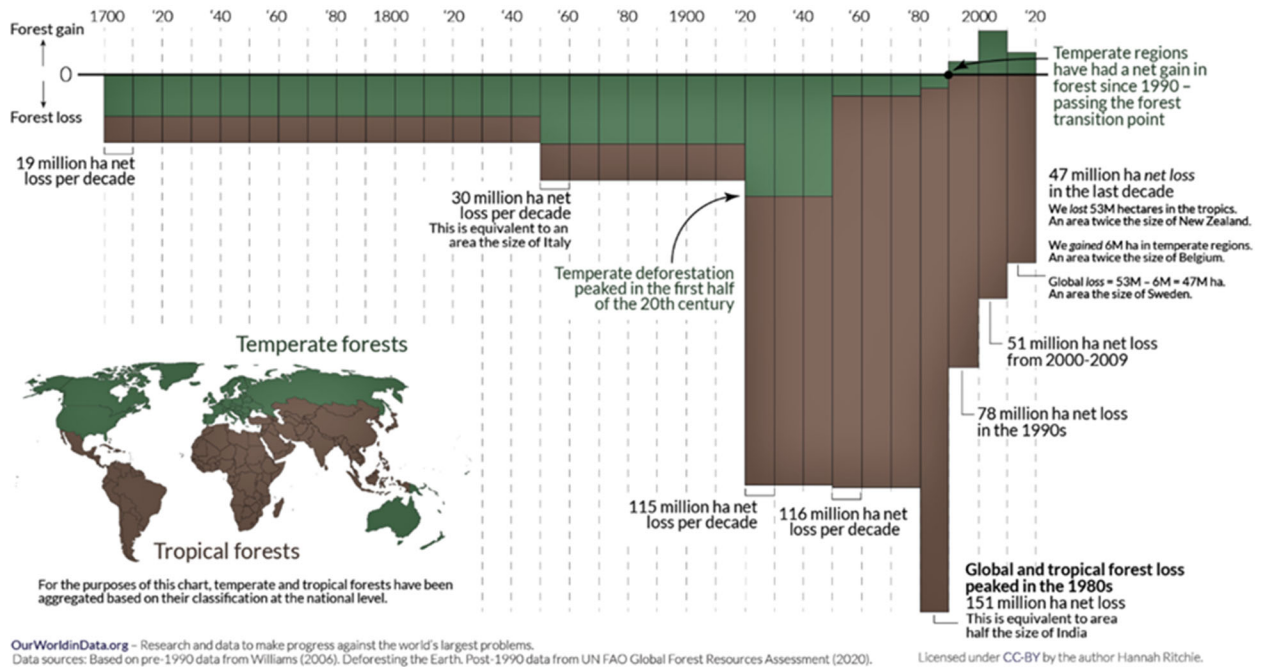 1700 '20 '40 '60 '80 1800 '20 '40 '60 '80 1900 '20 '40 '60 '80 2000 '20
Forest gain
0
Forest loss
19 million ha net
loss per decade
30 million ha net
loss per decade
This is equivalent to an
area the size of Italy
Temperate deforestation
peaked in the first half
of the 20th century
Temperate regions
have had a net gain in
forest since 1990 –
passing the forest
transition point
47 million ha net loss
in the last decade
We lost 53M hectares in the tropics.
An area twice the size of New Zealand.
We gained 6M ha in temperate regions.
An area twice the size of Belgium.
Global loss = 53M – 6M = 47M ha.
An area the size of Sweden.
51 million ha net loss
from 2000-2009
78 million ha net loss
in the 1990s
115 million ha net
loss per decade
116 million ha net
loss per decade
Global and tropical forest loss
peaked in the 1980s
151 million ha net loss
This is equivalent to area
half the size of India
Temperate forests
Tropical forests
For the purposes of this chart, temperate and tropical forests have been
aggregated based on their classification at the national level.
OurWorldinData.org – Research and data to make progress against the world's largest problems.
Data sources: Based on pre-1990 data from Williams (2006). Deforesting the Earth. Post-1990 data from UN FAO Global Forest Resources Assessment (2020).
Licensed under CC-BY by the author Hannah Ritchie.